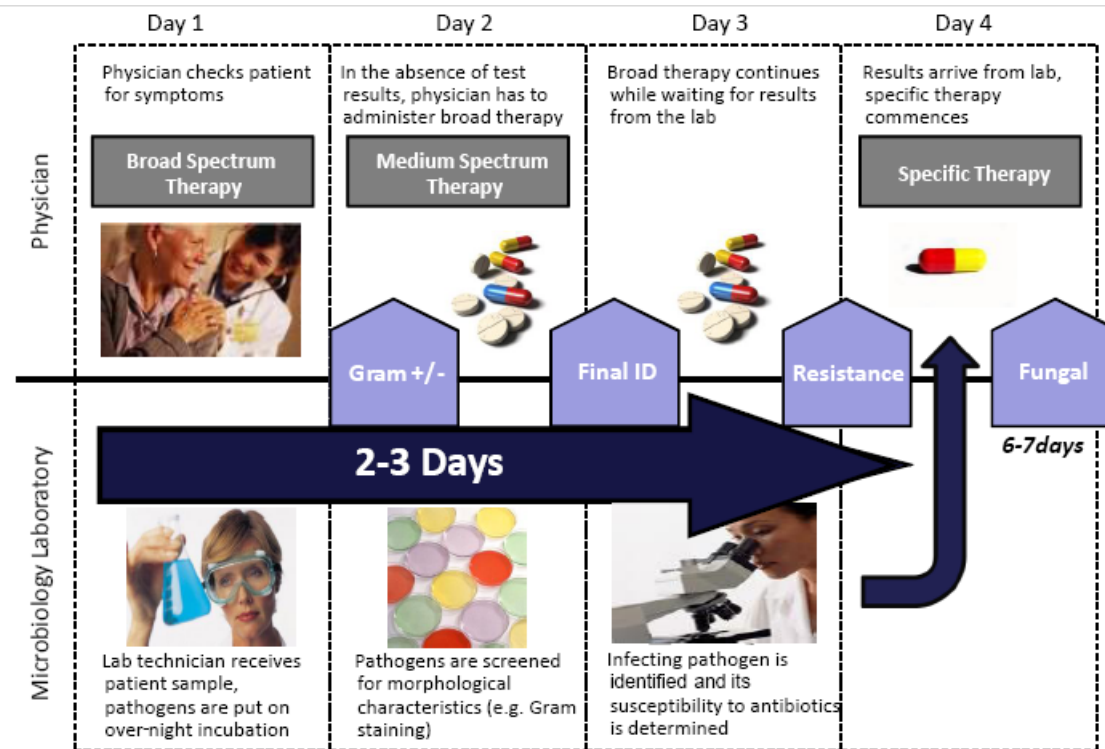 Day 1
Day 2
Day 3
Day 4
Physician
Physician checks patient
for symptoms
In the absence of test
results, physician has to
administer broad therapy
Broad therapy continues
while waiting for results
from the lab
Results arrive from lab,
specific therapy
commences
Broad Spectrum
Therapy
Medium Spectrum
Therapy
Specific Therapy
Gram +/-
Final ID
Resistance
Fungal
6-7days
2-3 Days
Microbiology Laboratory
Lab technician receives
patient sample,
pathogens are put on
over-night incubation
Pathogens are screened
for morphological
characteristics (e.g. Gram
staining)
Infecting pathogen is
identified and its
susceptibility to antibiotics
is determined